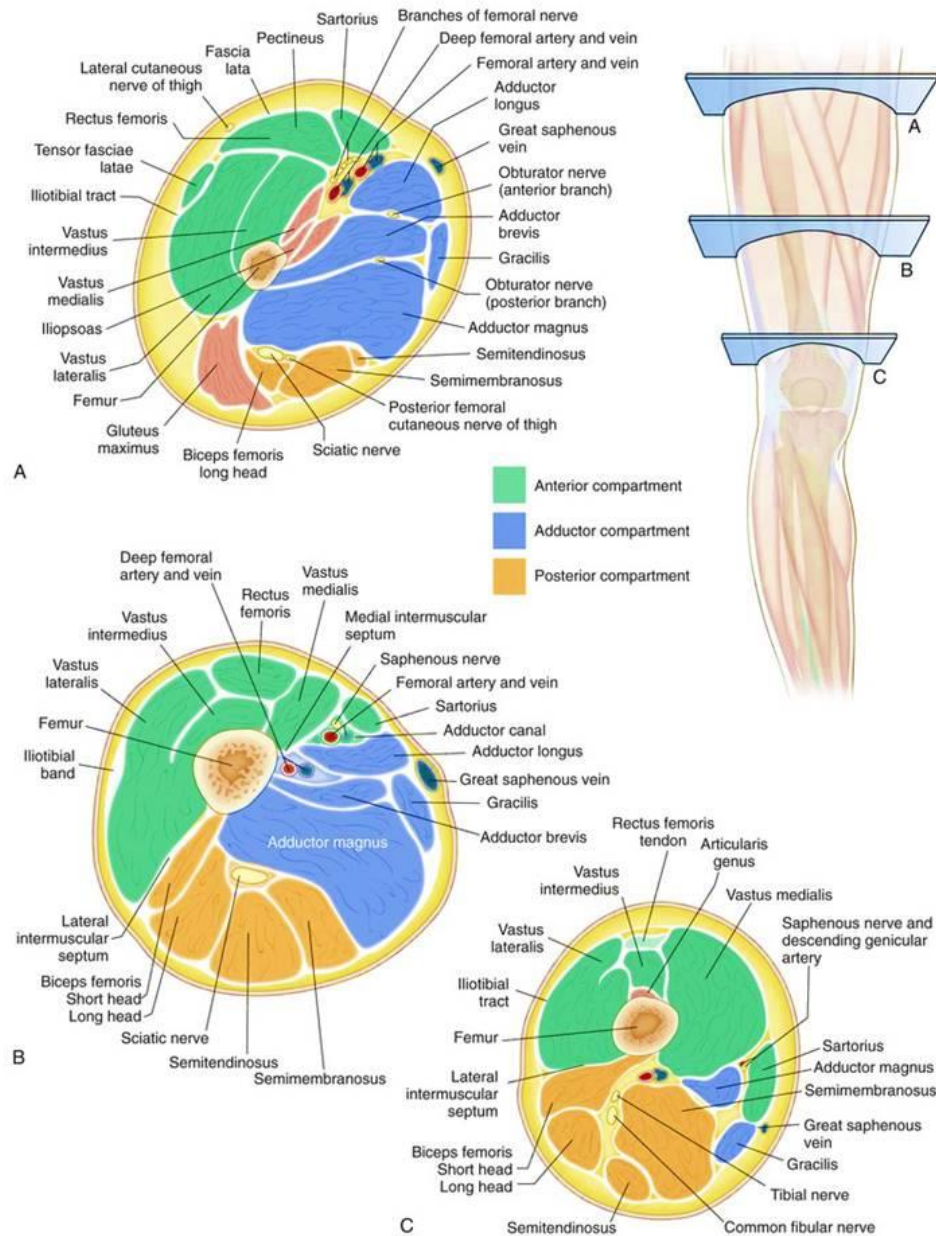 Branches of femoral nerve
Sartorius
Deep femoral artery and vein
Pectineus
Femoral artery and vein
Fascia
lata
Adductor
longus
Lateral cutaneous
nerve of thigh
Great saphenous
vein
Rectus femoris
Tensor fasciae
latae
Obturator nerve
(anterior branch)
Iliotibial tract
Adductor
brevis
Vastus
intermedius
Gracilis
Vastus
medialis
Obturator nerve
(posterior branch)
Iliopsoas
Adductor magnus
Vastus
lateralis
Semitendinosus
Femur
Semimembranosus
Gluteus
maximus
Posterior femoral
cutaneous nerve of thigh
Biceps femoris
long head
Sciatic nerve
A
A
B
C
Anterior compartment
Adductor compartment
Posterior compartment
Deep femoral
artery and vein
Vastus
medialis
Rectus
femoris
Medial intermuscular
septum
Vastus
intermedius
Saphenous nerve
Vastus
lateralis
Femoral artery and vein
Sartorius
Femur
Adductor canal
Iliotibial
band
Adductor longus
Great saphenous vein
Gracilis
Adductor brevis
Adductor magnus
Lateral
intermuscular
septum
Biceps femoris
Short head
Long head
Sciatic nerve
Semitendinosus
Semimembranosus
B
Rectus femoris
tendon
Articularis
genus
Vastus
intermedius
Vastus medialis
Vastus
lateralis
Saphenous nerve and
descending genicular
artery
Iliotibial
tract
Femur
Sartorius
Adductor magnus
Lateral
intermuscular
septum
Semimembranosus
Great saphenous
vein
Biceps femoris
Short head
Long head
Gracilis
Tibial nerve
Semitendinosus
Common fibular nerve
C